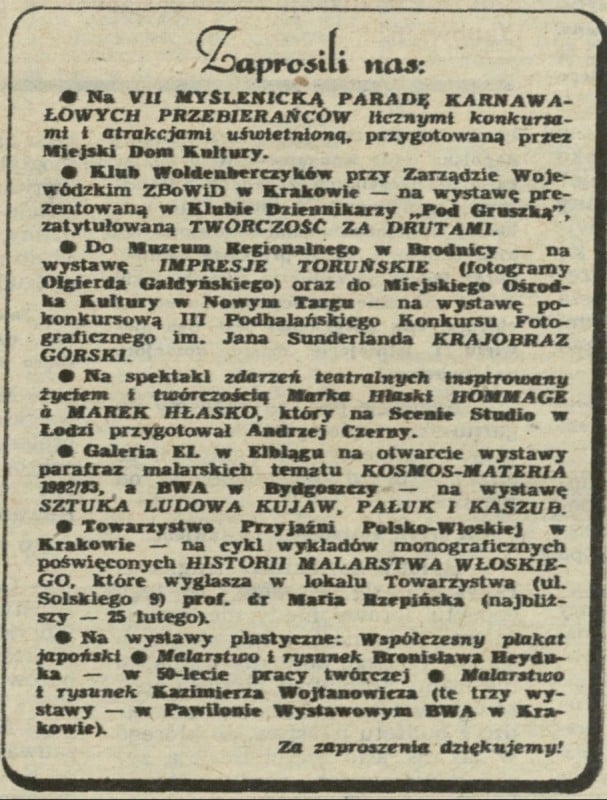 Zaprosili nas:
● Na VII MYŚLENICKĄ PARADĘ KARNAWA-
ŁOWYCH PRZEBIERAŃCÓW licznymi konkursa-
mi i atrakcjami uświetnioną, przygotowaną przez
Miejski Dom Kultury.
● Klub Woldenberczyków przy Zarządzie Woje-
wódzkim ZBoWiD w Krakowie — na wystawę pre-
zentowaną w Klubie Dziennikarzy „Pod Gruszką”,
zatytułowaną TWÓRCZOŚĆ ZA DRUTAMI.
● Do Muzeum Regionalnego w Brodnicy — na
wystawę IMPRESJE TORUŃSKIE (fotogramy
Olgierda Gałdyńskiego) oraz do Miejskiego Ośrod-
ka Kultury w Nowym Targu — na wystawę po-
konkursową III Podhalańskiego Konkursu Foto-
graficznego im. Jana Sunderlanda KRAJOBRAZ
GÓRSKI.
● Na spektakl zdarzeń teatralnych inspirowany
życiem i twórczością Marka Hłaski HOMMAGE
à MAREK HŁASKO, który na Scenie Studio w
Łodzi przygotował Andrzej Czerny.
● Galeria EL w Elblągu na otwarcie wystawy
parafraz malarskich tematu KOSMOS-MATERIA
1982/83, a BWA w Bydgoszczy — na wystawę
SZTUKA LUDOWA KUJAW, PAŁUK I KASZUB.
● Towarzystwo Przyjaźni Polsko-Włoskiej w
Krakowie — na cykl wykładów monograficznych
poświęconych HISTORII MALARSTWA WŁOSKIE-
GO, które wygłasza w lokalu Towarzystwa (ul.
Solskiego 9) prof. dr Maria Rzepińska (najbliż-
szy — 25 lutego).
● Na wystawy plastyczne: Współczesny plakat
japoński ● Malarstwo i rysunek Bronisława Heydu-
ka — w 50-lecie pracy twórczej ● Malarstwo
i rysunek Kazimierza Wojtanowicza (te trzy wy-
stawy — w Pawilonie Wystawowym BWA w Kra-
kowie).
Za zaproszenia dziękujemy!